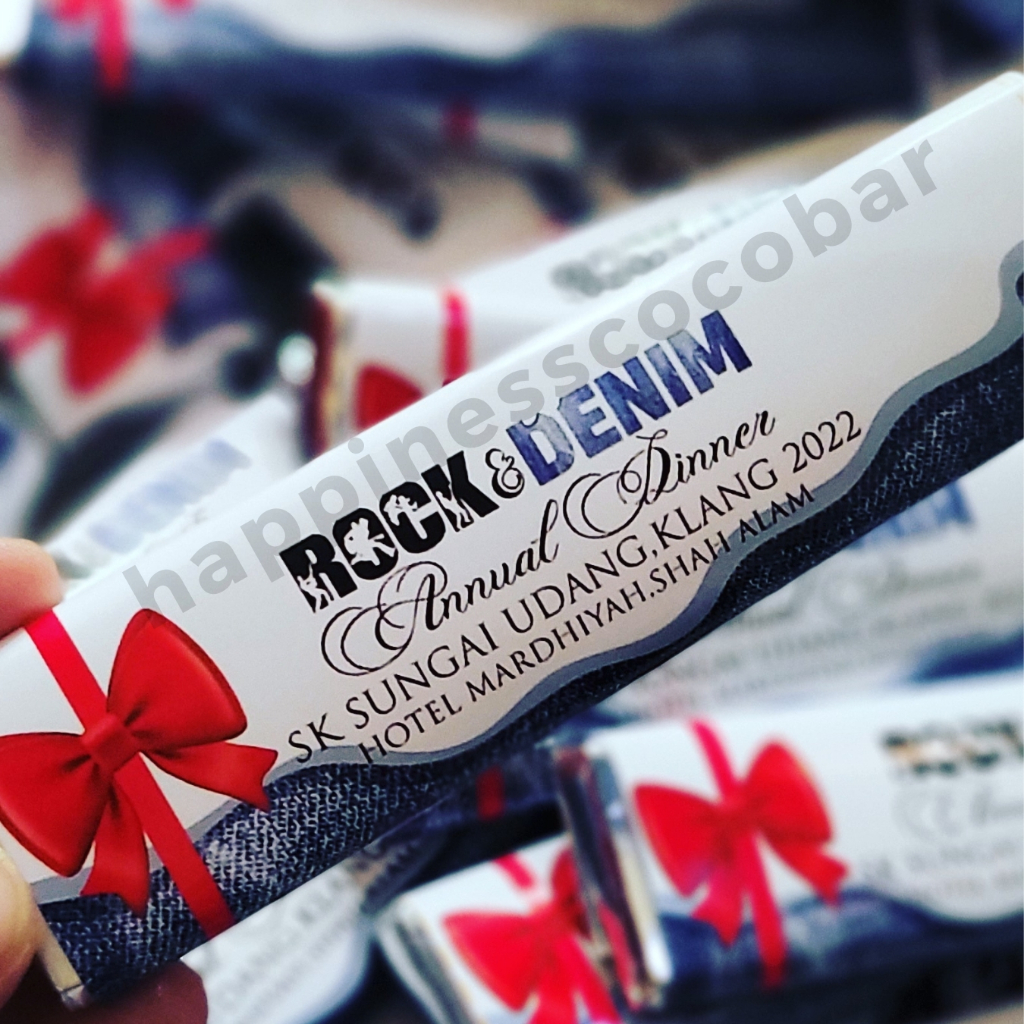 happinesscocobar
ROCK & DENIM
Annual Dinner
SK SUNGAI UDANG,KLANG 2022
HOTEL MARDHIYAH.SHAH ALAM